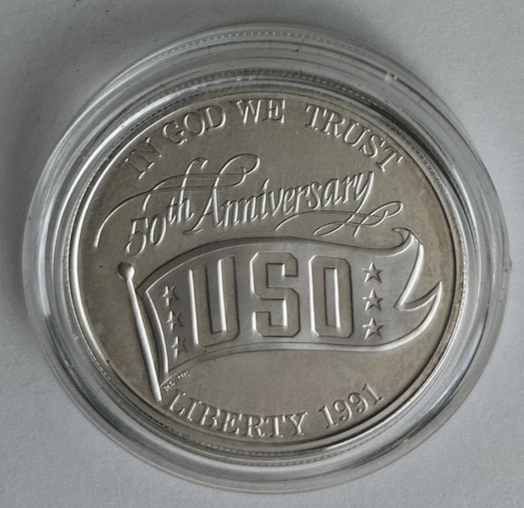 IN GOD WE TRUST
50th Anniversary
USO
LIBERTY 1991